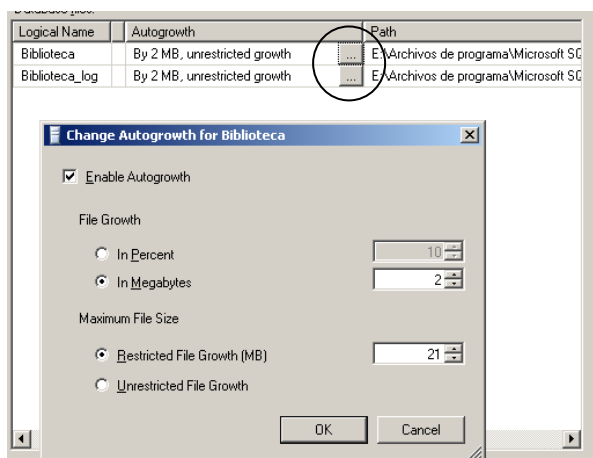 Database files:
Logical Name Autogrowth Path
Biblioteca By 2 MB, unrestricted growth ... E:\Archivos de programa\Microsoft SQ
Biblioteca_log By 2 MB, unrestricted growth ... E:\Archivos de programa\Microsoft SQ
Change Autogrowth for Biblioteca
Enable Autogrowth
File Growth
In Percent 10
In Megabytes 2
Maximum File Size
Restricted File Growth (MB) 21
Unrestricted File Growth
OK Cancel